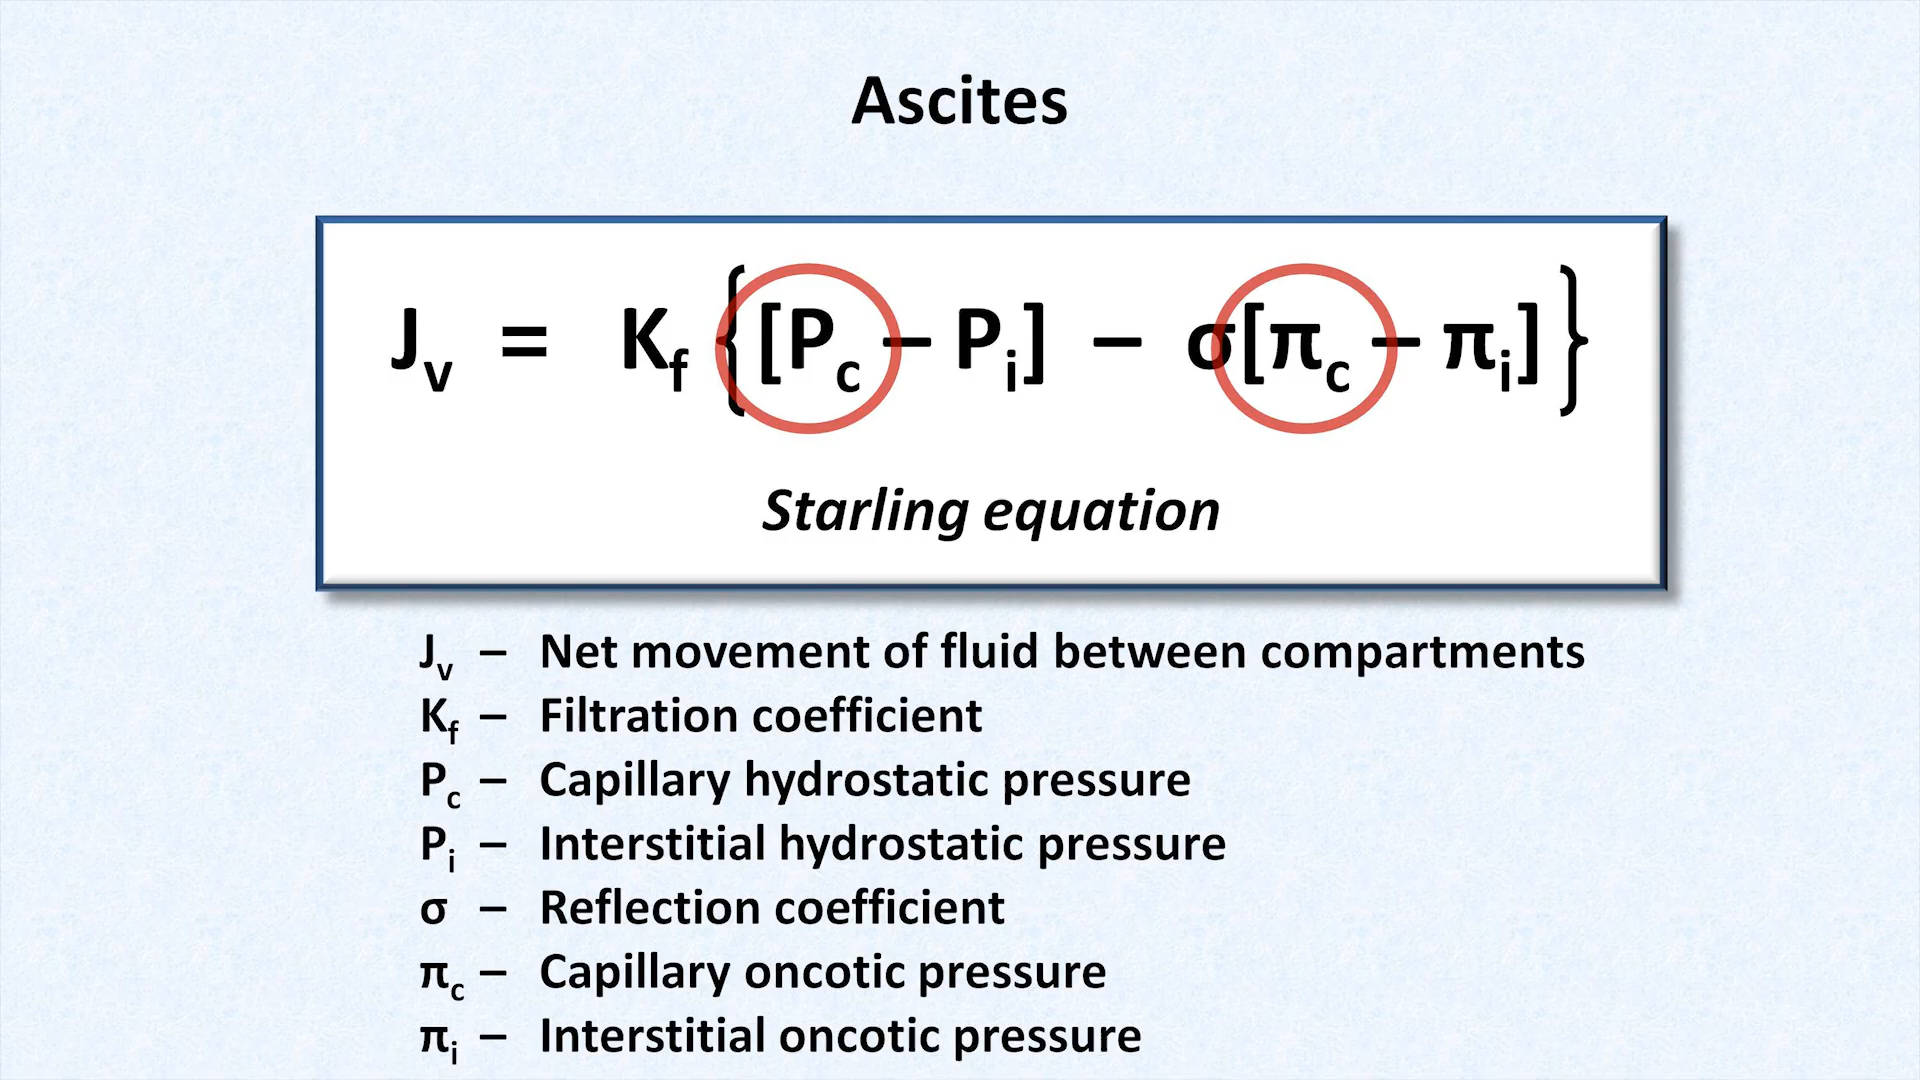 Ascites
Jv = Kf {[Pc – Pi] – σ[πc – πi]}
Starling equation
Jv – Net movement of fluid between compartments
Kf – Filtration coefficient
Pc – Capillary hydrostatic pressure
Pi – Interstitial hydrostatic pressure
σ – Reflection coefficient
πc – Capillary oncotic pressure
πi – Interstitial oncotic pressure